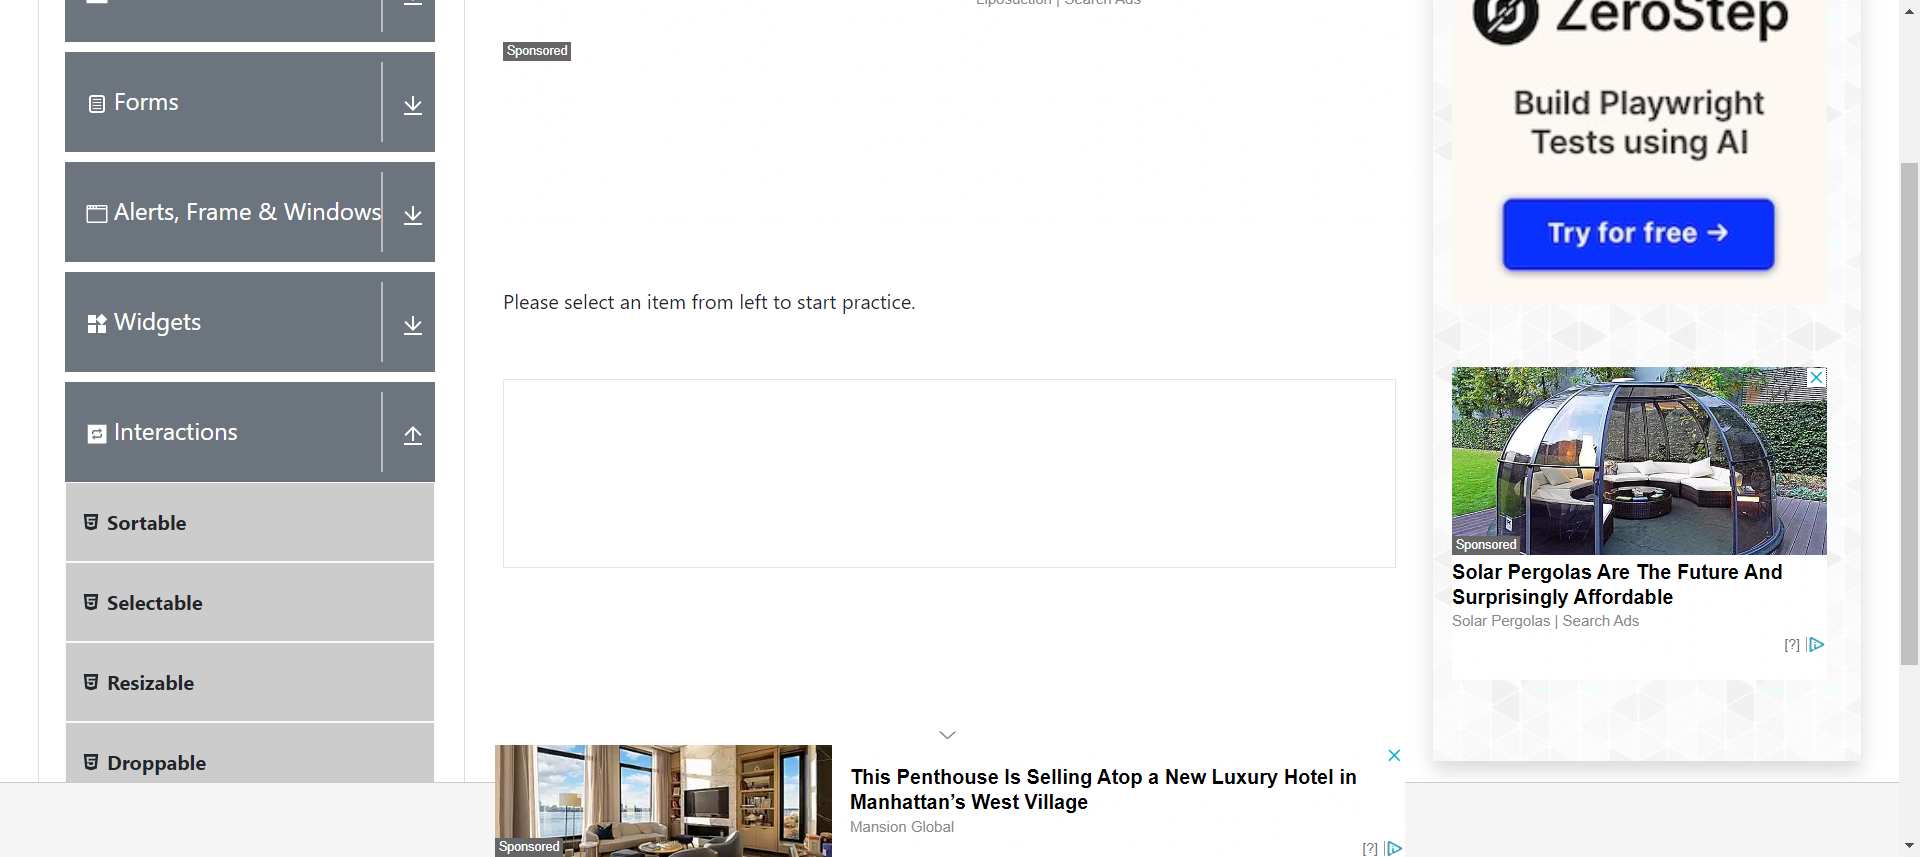 Liposuction | Search Ads
Sponsored
Forms
Alerts, Frame & Windows
Widgets
Interactions
Sortable
Selectable
Resizable
Droppable
Please select an item from left to start practice.
ZeroStep
Build Playwright
Tests using AI
Try for free →
Sponsored
Solar Pergolas Are The Future And
Surprisingly Affordable
Solar Pergolas | Search Ads
[?]
Sponsored
This Penthouse Is Selling Atop a New Luxury Hotel in
Manhattan’s West Village
Mansion Global
[?]